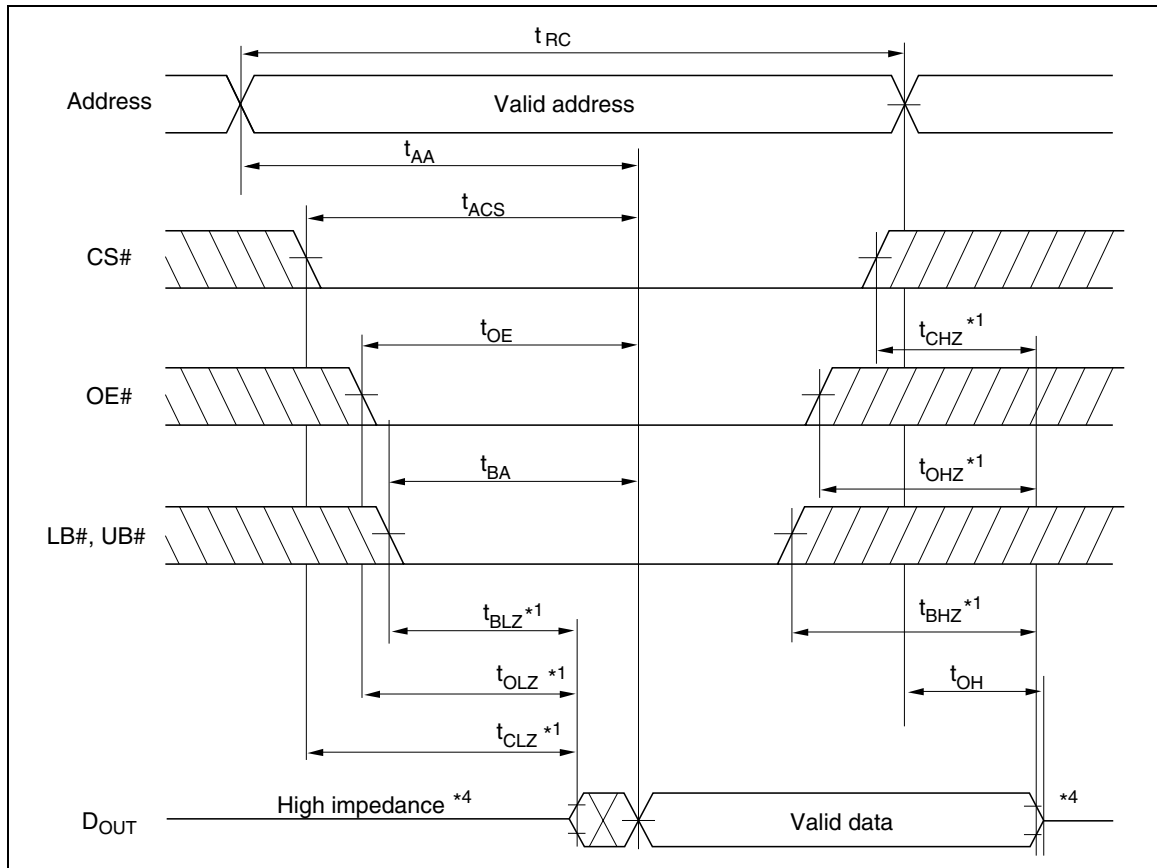 tRC
Address
Valid address
tAA
tACS
CS#
tOE
tCHZ *1
OE#
tBA
tOHZ *1
LB#, UB#
tBLZ *1
tBHZ *1
tOLZ *1
tOH
tCLZ *1
High impedance *4
*4
DOUT
Valid data